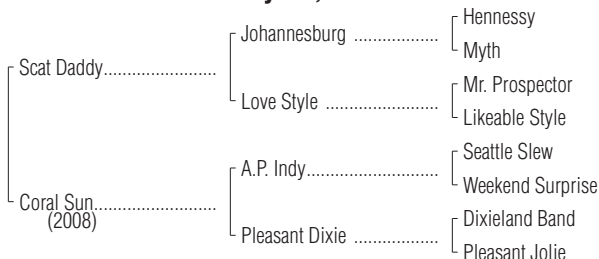 Hennessy
Johannesburg ..................
Myth
Scat Daddy........................
Mr. Prospector
Love Style ........................
Likeable Style
Seattle Slew
A.P. Indy............................
Weekend Surprise
Coral Sun..........................
(2008)
Dixieland Band
Pleasant Dixie ..................
Pleasant Jolie